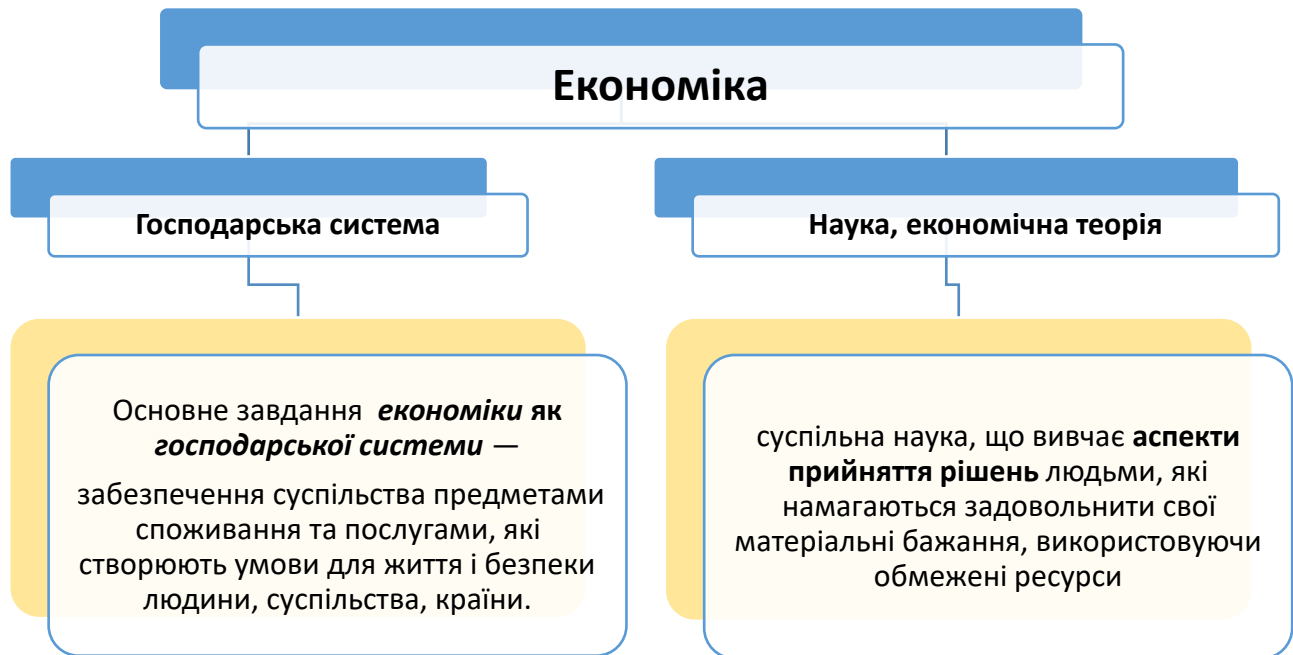 Економіка
Господарська система
Наука, економічна теорія
Основне завдання економіки як
господарської системи —
забезпечення суспільства предметами
споживання та послугами, які
створюють умови для життя і безпеки
людини, суспільства, країни.
суспільна наука, що вивчає аспекти
прийняття рішень людьми, які
намагаються задовольнити свої
матеріальні бажання, використовуючи
обмежені ресурси